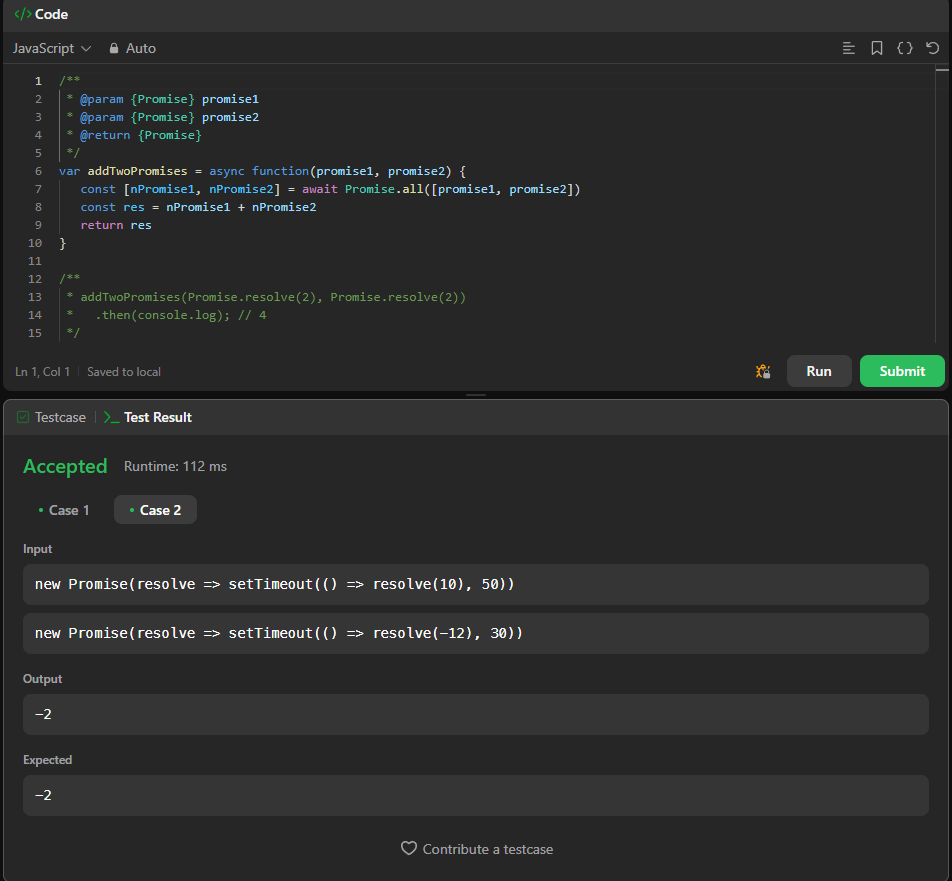 </> Code
JavaScript Auto
1 /**
2  * @param {Promise} promise1
3  * @param {Promise} promise2
4  * @return {Promise}
5  */
6 var addTwoPromises = async function(promise1, promise2) {
7    const [nPromise1, nPromise2] = await Promise.all([promise1, promise2])
8    const res = nPromise1 + nPromise2
9    return res
10 }
11
12 /**
13  * addTwoPromises(Promise.resolve(2), Promise.resolve(2))
14  *   .then(console.log); // 4
15  */
Ln 1, Col 1 | Saved to local Run Submit
Testcase | >_ Test Result
Accepted Runtime: 112 ms
• Case 1 • Case 2
Input
new Promise(resolve => setTimeout(() => resolve(10), 50))
new Promise(resolve => setTimeout(() => resolve(−12), 30))
Output
−2
Expected
−2
Contribute a testcase